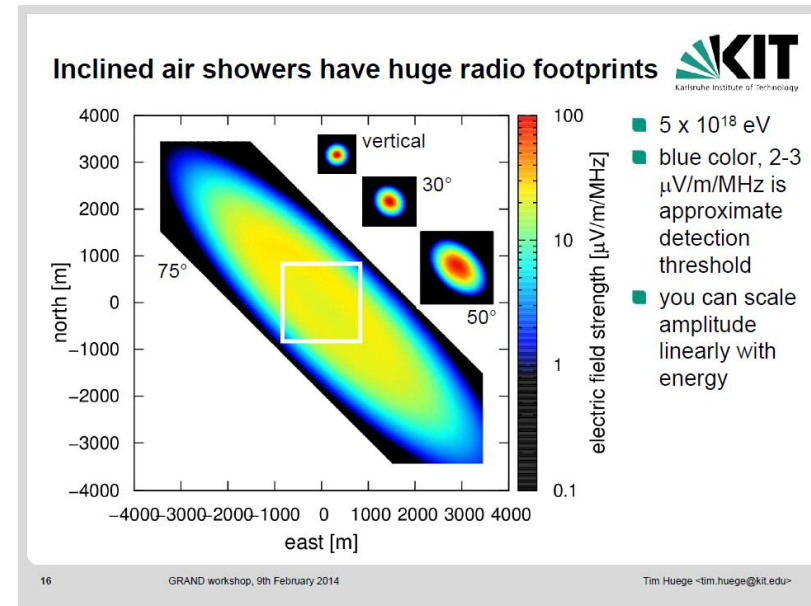 Inclined air showers have huge radio footprints
KIT
Karlsruhe Institute of Technology
4000
3000
2000
1000
0
−1000
−2000
−3000
−4000
north [m]
−4000−3000−2000−1000 0 1000 2000 3000 4000
east [m]
vertical
30°
50°
75°
100
10
1
0.1
electric field strength [µV/m/MHz]
5 x 10¹⁸ eV
blue color, 2-3
µV/m/MHz is
approximate
detection
threshold
you can scale
amplitude
linearly with
energy
16
GRAND workshop, 9th February 2014
Tim Huege <tim.huege@kit.edu>